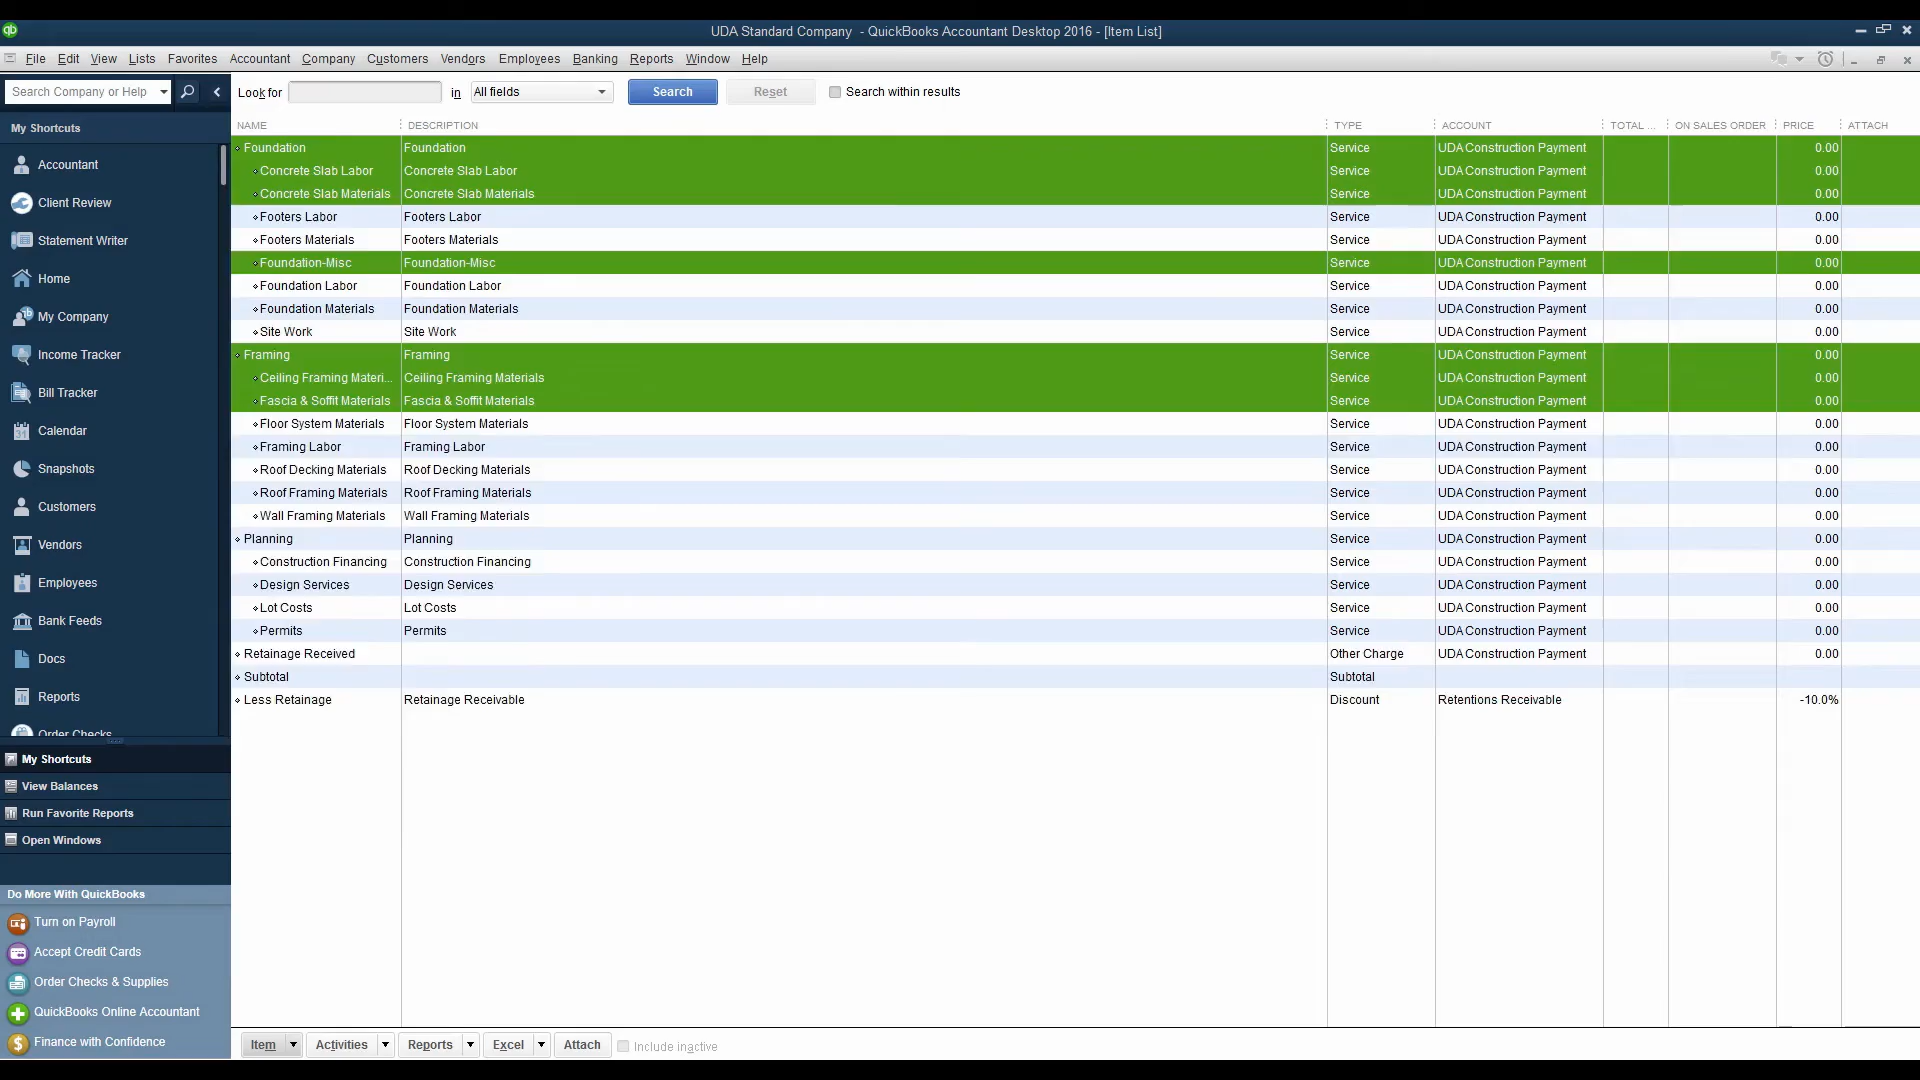 UDA Standard Company - QuickBooks Accountant Desktop 2016 - [Item List]
File Edit View Lists Favorites Accountant Company Customers Vendors Employees Banking Reports Window Help
Search Company or Help
Look for in All fields Search Reset Search within results
My Shortcuts
Accountant
Client Review
Statement Writer
Home
My Company
Income Tracker
Bill Tracker
Calendar
Snapshots
Customers
Vendors
Employees
Bank Feeds
Docs
Reports
Order Checks
My Shortcuts
View Balances
Run Favorite Reports
Open Windows
Do More With QuickBooks
Turn on Payroll
Accept Credit Cards
Order Checks & Supplies
QuickBooks Online Accountant
Finance with Confidence
NAME DESCRIPTION TYPE ACCOUNT TOTAL ... ON SALES ORDER PRICE ATTACH
Foundation Foundation Service UDA Construction Payment 0.00
Concrete Slab Labor Concrete Slab Labor Service UDA Construction Payment 0.00
Concrete Slab Materials Concrete Slab Materials Service UDA Construction Payment 0.00
Footers Labor Footers Labor Service UDA Construction Payment 0.00
Footers Materials Footers Materials Service UDA Construction Payment 0.00
Foundation-Misc Foundation-Misc Service UDA Construction Payment 0.00
Foundation Labor Foundation Labor Service UDA Construction Payment 0.00
Foundation Materials Foundation Materials Service UDA Construction Payment 0.00
Site Work Site Work Service UDA Construction Payment 0.00
Framing Framing Service UDA Construction Payment 0.00
Ceiling Framing Materi... Ceiling Framing Materials Service UDA Construction Payment 0.00
Fascia & Soffit Materials Fascia & Soffit Materials Service UDA Construction Payment 0.00
Floor System Materials Floor System Materials Service UDA Construction Payment 0.00
Framing Labor Framing Labor Service UDA Construction Payment 0.00
Roof Decking Materials Roof Decking Materials Service UDA Construction Payment 0.00
Roof Framing Materials Roof Framing Materials Service UDA Construction Payment 0.00
Wall Framing Materials Wall Framing Materials Service UDA Construction Payment 0.00
Planning Planning Service UDA Construction Payment 0.00
Construction Financing Construction Financing Service UDA Construction Payment 0.00
Design Services Design Services Service UDA Construction Payment 0.00
Lot Costs Lot Costs Service UDA Construction Payment 0.00
Permits Permits Service UDA Construction Payment 0.00
Retainage Received Other Charge UDA Construction Payment 0.00
Subtotal Subtotal
Less Retainage Retainage Receivable Discount Retentions Receivable -10.0%
Item Activities Reports Excel Attach Include inactive